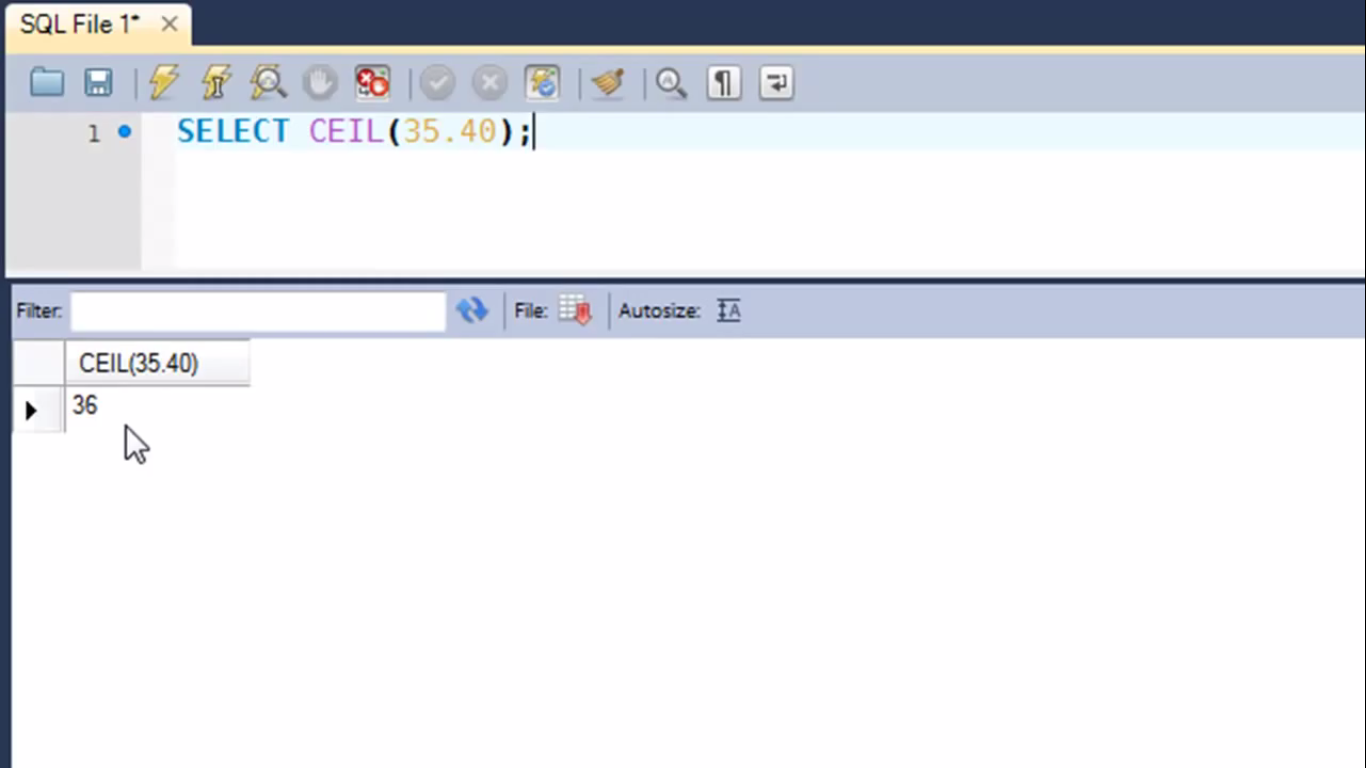 SQL File 1*
1 SELECT CEIL(35.40);
Filter: File: Autosize:
CEIL(35.40)
36